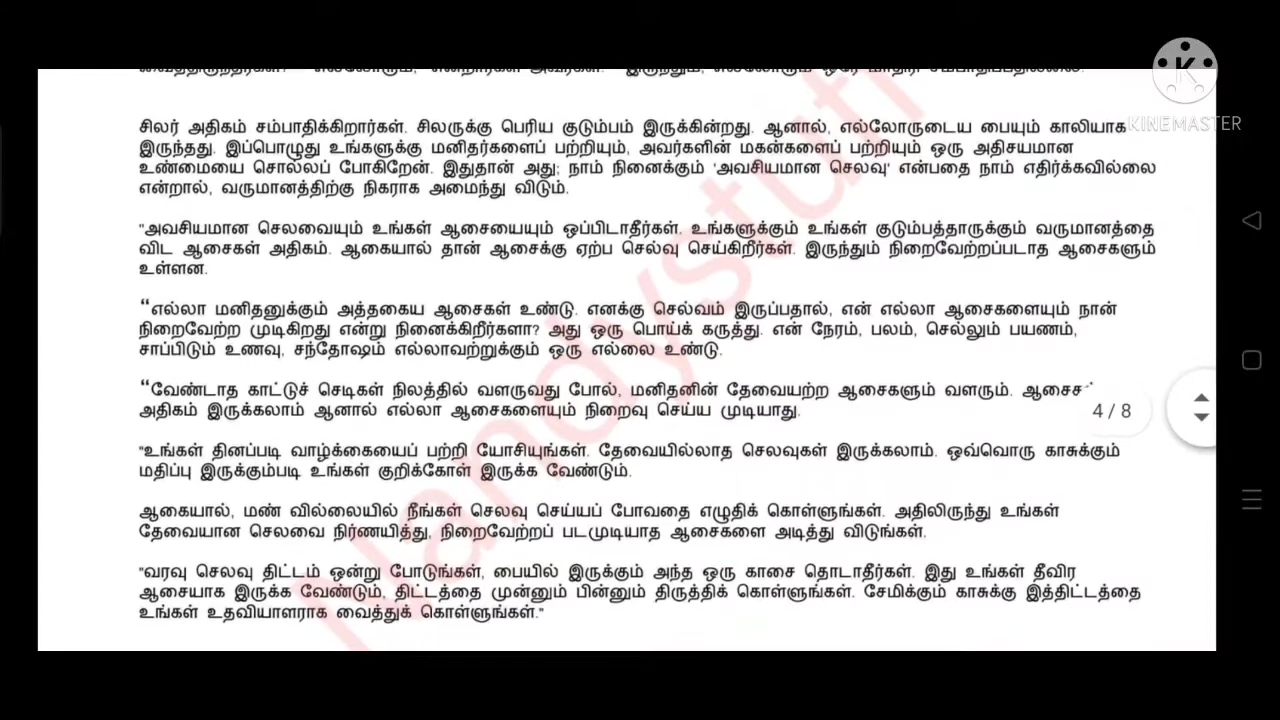 சிலர் அதிகம் சம்பாதிக்கிறார்கள். சிலருக்கு பெரிய குடும்பம் இருக்கின்றது. ஆனால், எல்லோருடைய பையும் காலியாக
KINEMASTER
இருந்தது. இப்பொழுது உங்களுக்கு மனிதர்களைப் பற்றியும், அவர்களின் மகன்களைப் பற்றியும் ஒரு அதிசயமான
உண்மையை சொல்லப் போகிறேன். இதுதான் அது; நாம் நினைக்கும் 'அவசியமான செலவு' என்பதை நாம் எதிர்க்கவில்லை
என்றால், வருமானத்திற்கு நிகராக அமைந்து விடும்.
"அவசியமான செலவையும் உங்கள் ஆசையையும் ஒப்பிடாதீர்கள். உங்களுக்கும் உங்கள் குடும்பத்தாருக்கும் வருமானத்தை
விட ஆசைகள் அதிகம். ஆகையால் தான் ஆசைக்கு ஏற்ப செல்வு செய்கிறீர்கள். இருந்தும் நிறைவேற்றப்படாத ஆசைகளும்
உள்ளன.
“எல்லா மனிதனுக்கும் அத்தகைய ஆசைகள் உண்டு. எனக்கு செல்வம் இருப்பதால், என் எல்லா ஆசைகளையும் நான்
நிறைவேற்ற முடிகிறது என்று நினைக்கிறீர்களா? அது ஒரு பொய்க் கருத்து. என் நேரம், பலம், செல்லும் பயணம்,
சாப்பிடும் உணவு, சந்தோஷம் எல்லாவற்றுக்கும் ஒரு எல்லை உண்டு.
“வேண்டாத காட்டுச் செடிகள் நிலத்தில் வளருவது போல், மனிதனின் தேவையற்ற ஆசைகளும் வளரும்.
அதிகம் இருக்கலாம் ஆனால் எல்லா ஆசைகளையும் நிறைவு செய்ய முடியாது.
4 / 8
"உங்கள் தினப்படி வாழ்க்கையைப் பற்றி யோசியுங்கள். தேவையில்லாத செலவுகள் இருக்கலாம். ஒவ்வொரு காசுக்கும்
மதிப்பு இருக்கும்படி உங்கள் குறிக்கோள் இருக்க வேண்டும்.
ஆகையால், மண் வில்லையில் நீங்கள் செலவு செய்யப் போவதை எழுதிக் கொள்ளுங்கள். அதிலிருந்து உங்கள்
தேவையான செலவை நிர்ணயித்து, நிறைவேற்றப் படமுடியாத ஆசைகளை அடித்து விடுங்கள்.
"வரவு செலவு திட்டம் ஒன்று போடுங்கள், பையில் இருக்கும் அந்த ஒரு காசை தொடாதீர்கள். இது உங்கள் தீவிர
ஆசையாக இருக்க வேண்டும், திட்டத்தை முன்னும் பின்னும் திருத்திக் கொள்ளுங்கள். சேமிக்கும் காசுக்கு இத்திட்டத்தை
உங்கள் உதவியாளராக வைத்துக் கொள்ளுங்கள்."